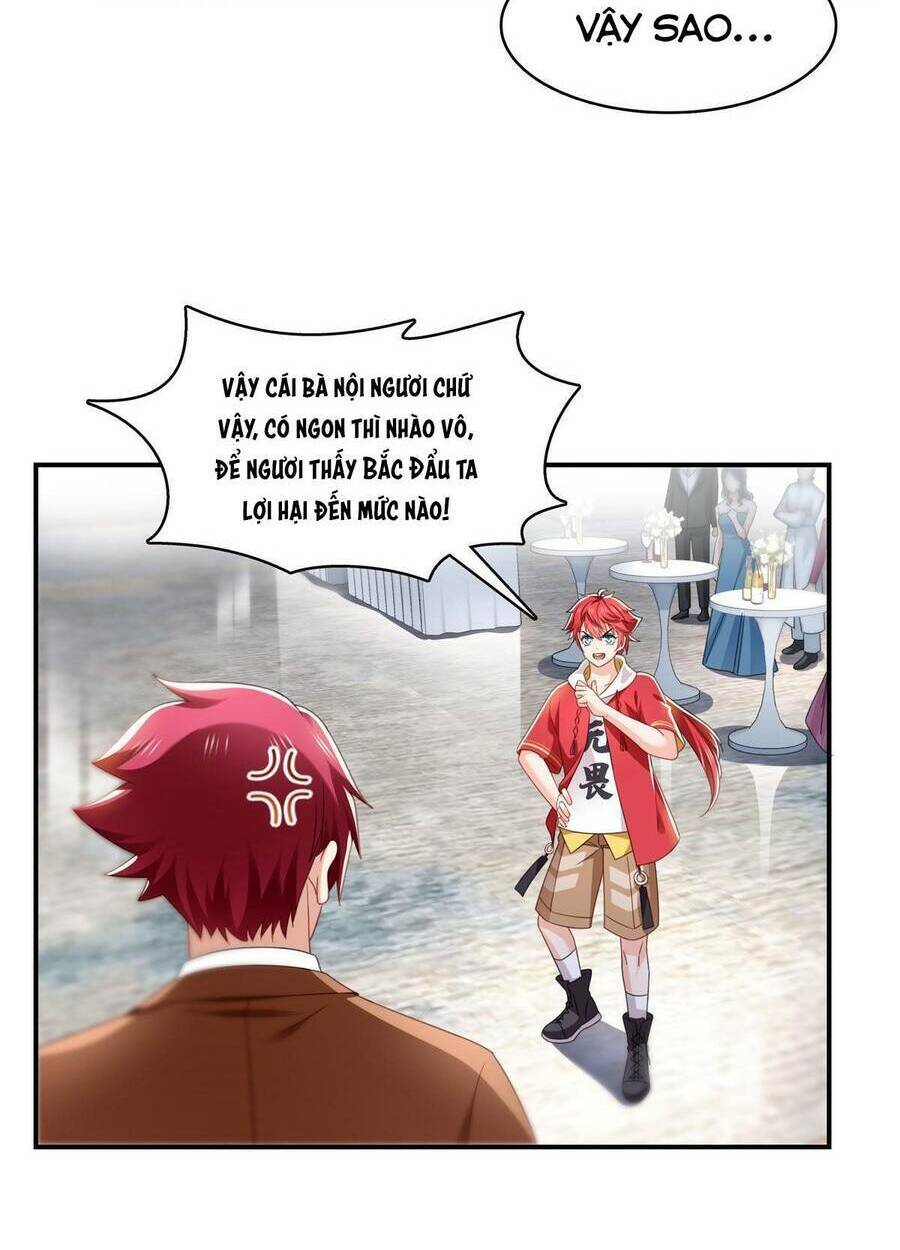 VẬY SAO...
VẬY CÁI BÀ NỘI NGƯƠI CHỨ
VẬY, CÓ NGON THÌ NHÀO VÔ,
ĐỂ NGƯƠI THẤY BẮC ĐẨU TA
LỢI HẠI ĐẾN MỨC NÀO!
无
畏